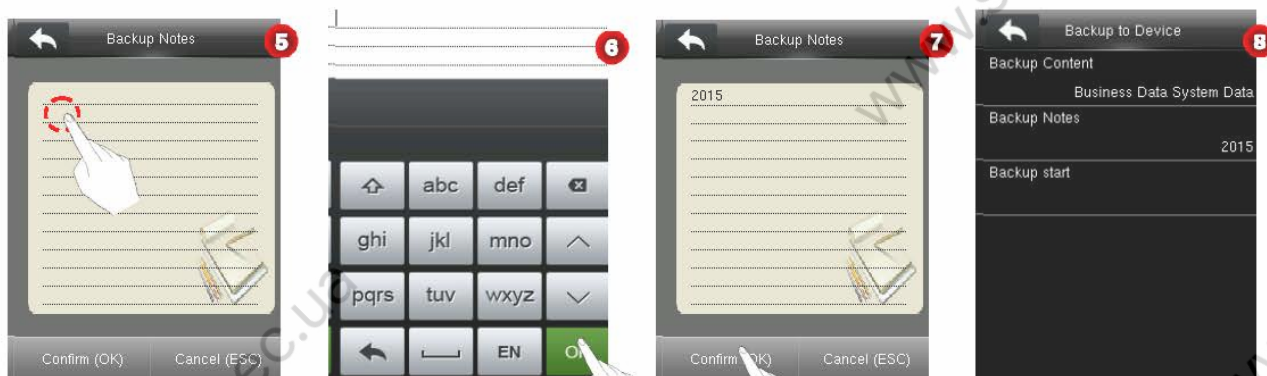 Backup Notes
5
Confirm (OK)
Cancel (ESC)
6
abc
def
ghi
jkl
mno
pqrs
tuv
wxyz
EN
Backup Notes
7
2015
Confirm OK)
Cancel (ESC)
Backup to Device
8
Backup Content
Business Data System Data
Backup Notes
2015
Backup start
ec.ua